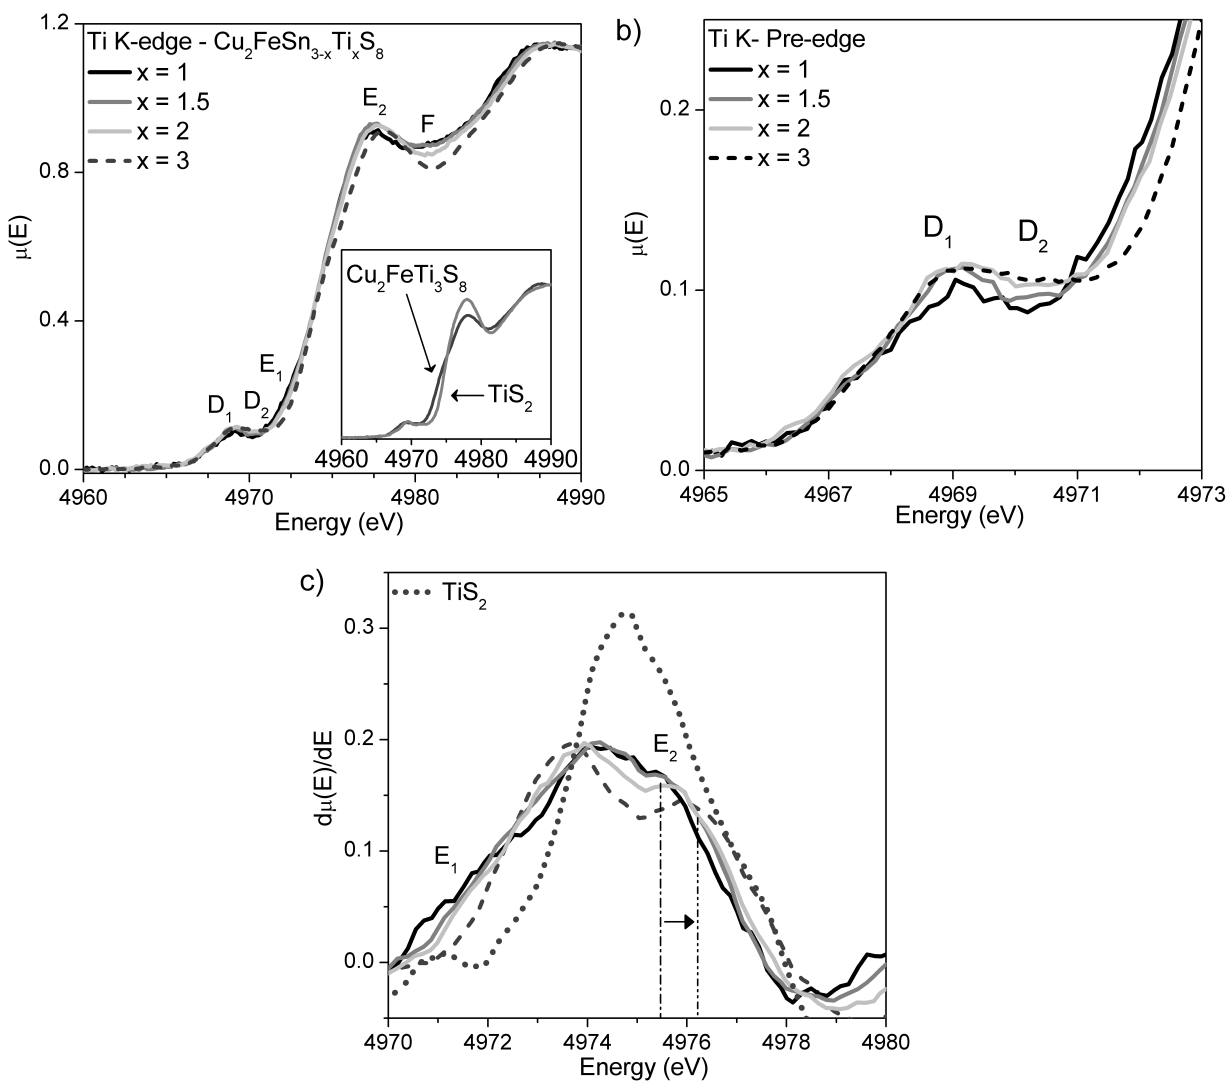 1.2
0.8
0.4
0.0
μ(E)
Ti K-edge - Cu₂FeSn₃₋ₓTiₓS₈
x = 1
x = 1.5
x = 2
x = 3
E₂
F
D₁
D₂
E₁
Cu₂FeTi₃S₈
TiS₂
4960 4970 4980 4990
4960 4970 4980 4990
Energy (eV)
b)
Ti K- Pre-edge
x = 1
x = 1.5
x = 2
x = 3
0.2
0.1
0.0
μ(E)
D₁
D₂
4965 4967 4969 4971 4973
Energy (eV)
c)
TiS₂
0.3
0.2
0.1
0.0
dμ(E)/dE
E₂
E₁
4970 4972 4974 4976 4978 4980
Energy (eV)